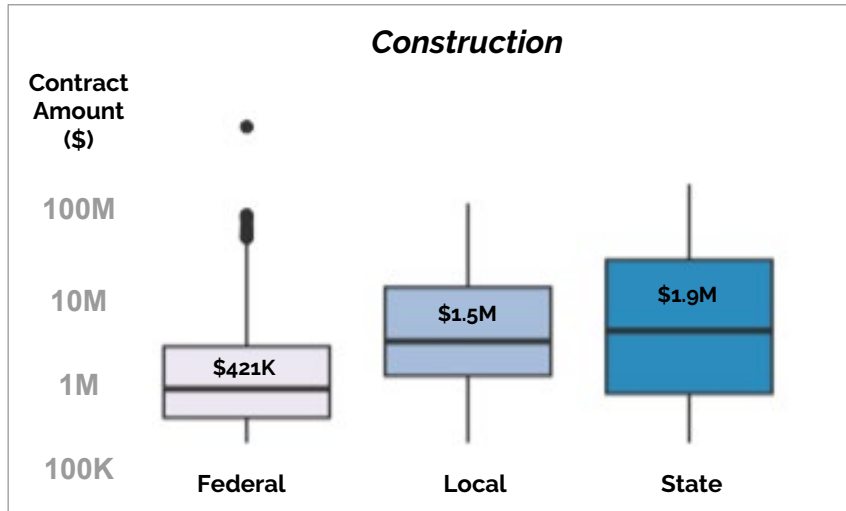 Construction
Contract
Amount
($)
100M
10M
1M
100K
$421K
$1.5M
$1.9M
Federal
Local
State